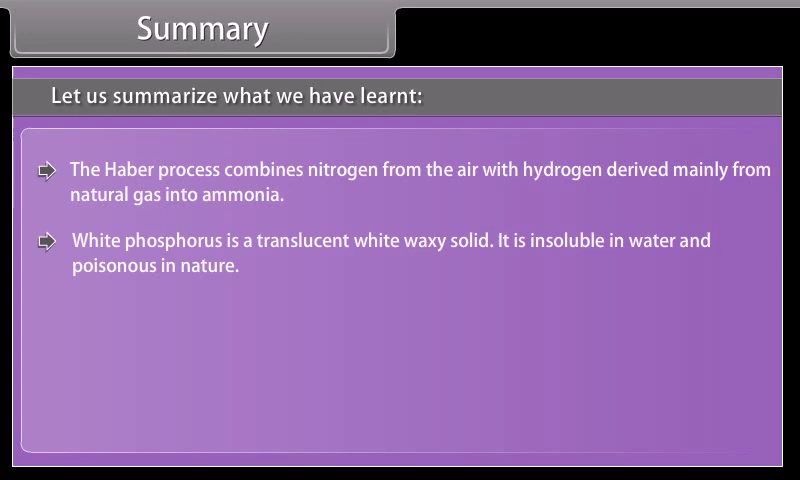 Summary
Let us summarize what we have learnt:
The Haber process combines nitrogen from the air with hydrogen derived mainly from
natural gas into ammonia.
White phosphorus is a translucent white waxy solid. It is insoluble in water and
poisonous in nature.